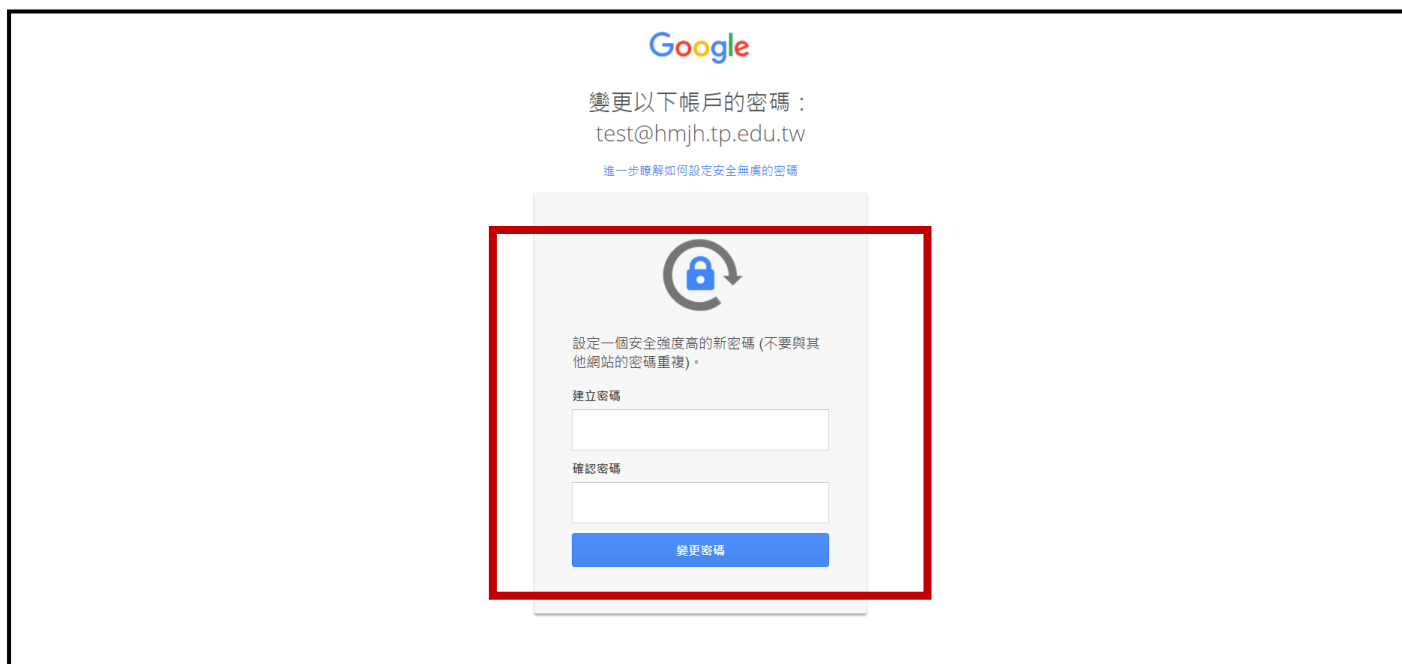 Google
變更以下帳戶的密碼：
test@hmjh.tp.edu.tw
進一步瞭解如何設定安全無虞的密碼
設定一個安全強度高的新密碼 (不要與其
他網站的密碼重複)。
建立密碼
確認密碼
變更密碼